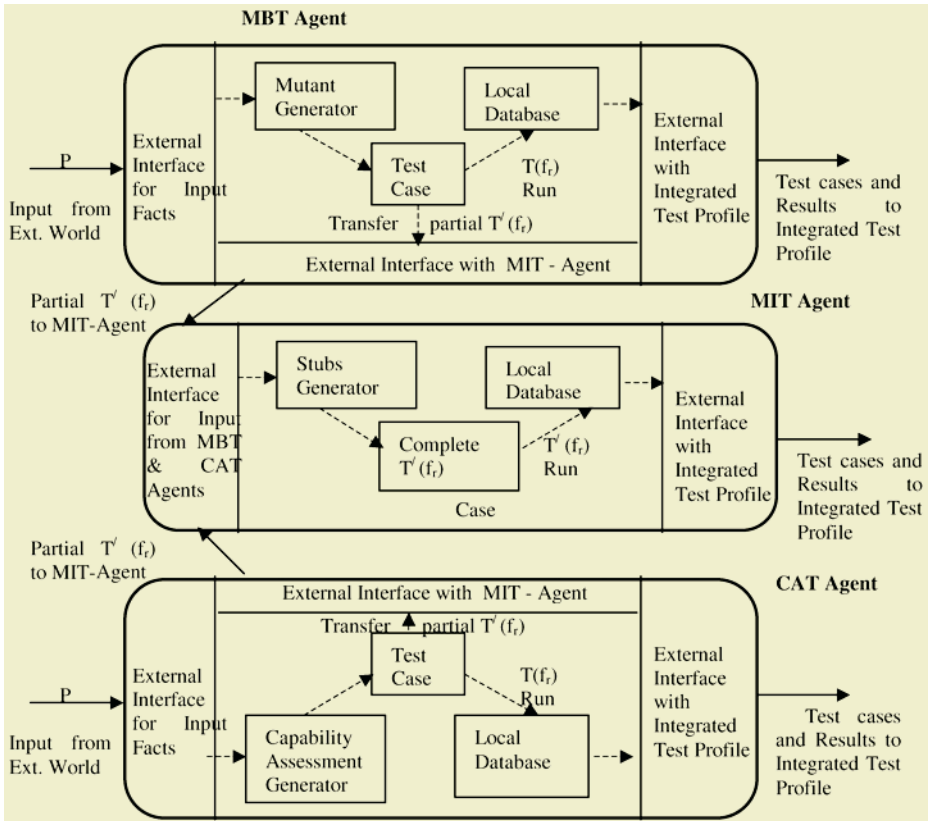 MBT Agent
Mutant
Generator
Local
Database
External
Interface
for Input
Facts
External
Interface
with
Integrated
Test Profile
P
Input from
Ext. World
Test
Case
T(fr)
Run
Test cases and
Results to
Integrated Test
Profile
Transfer partial T/(fr)
External Interface with MIT - Agent
Partial T/ (fr)
to MIT-Agent
MIT Agent
External
Interface
for Input
from MBT
& CAT
Agents
Stubs
Generator
Local
Database
External
Interface
with
Integrated
Test Profile
Complete
T/(fr)
T/(fr)
Run
Case
Test cases and
Results to
Integrated Test
Profile
Partial T/ (fr)
to MIT-Agent
CAT Agent
External Interface with MIT - Agent
Transfer partial T/(fr)
External
Interface
for Input
Facts
Test
Case
T(fr)
Run
External
Interface
with
Integrated
Test Profile
P
Input from
Ext. World
Capability
Assessment
Generator
Local
Database
Test cases
and Results to
Integrated Test
Profile